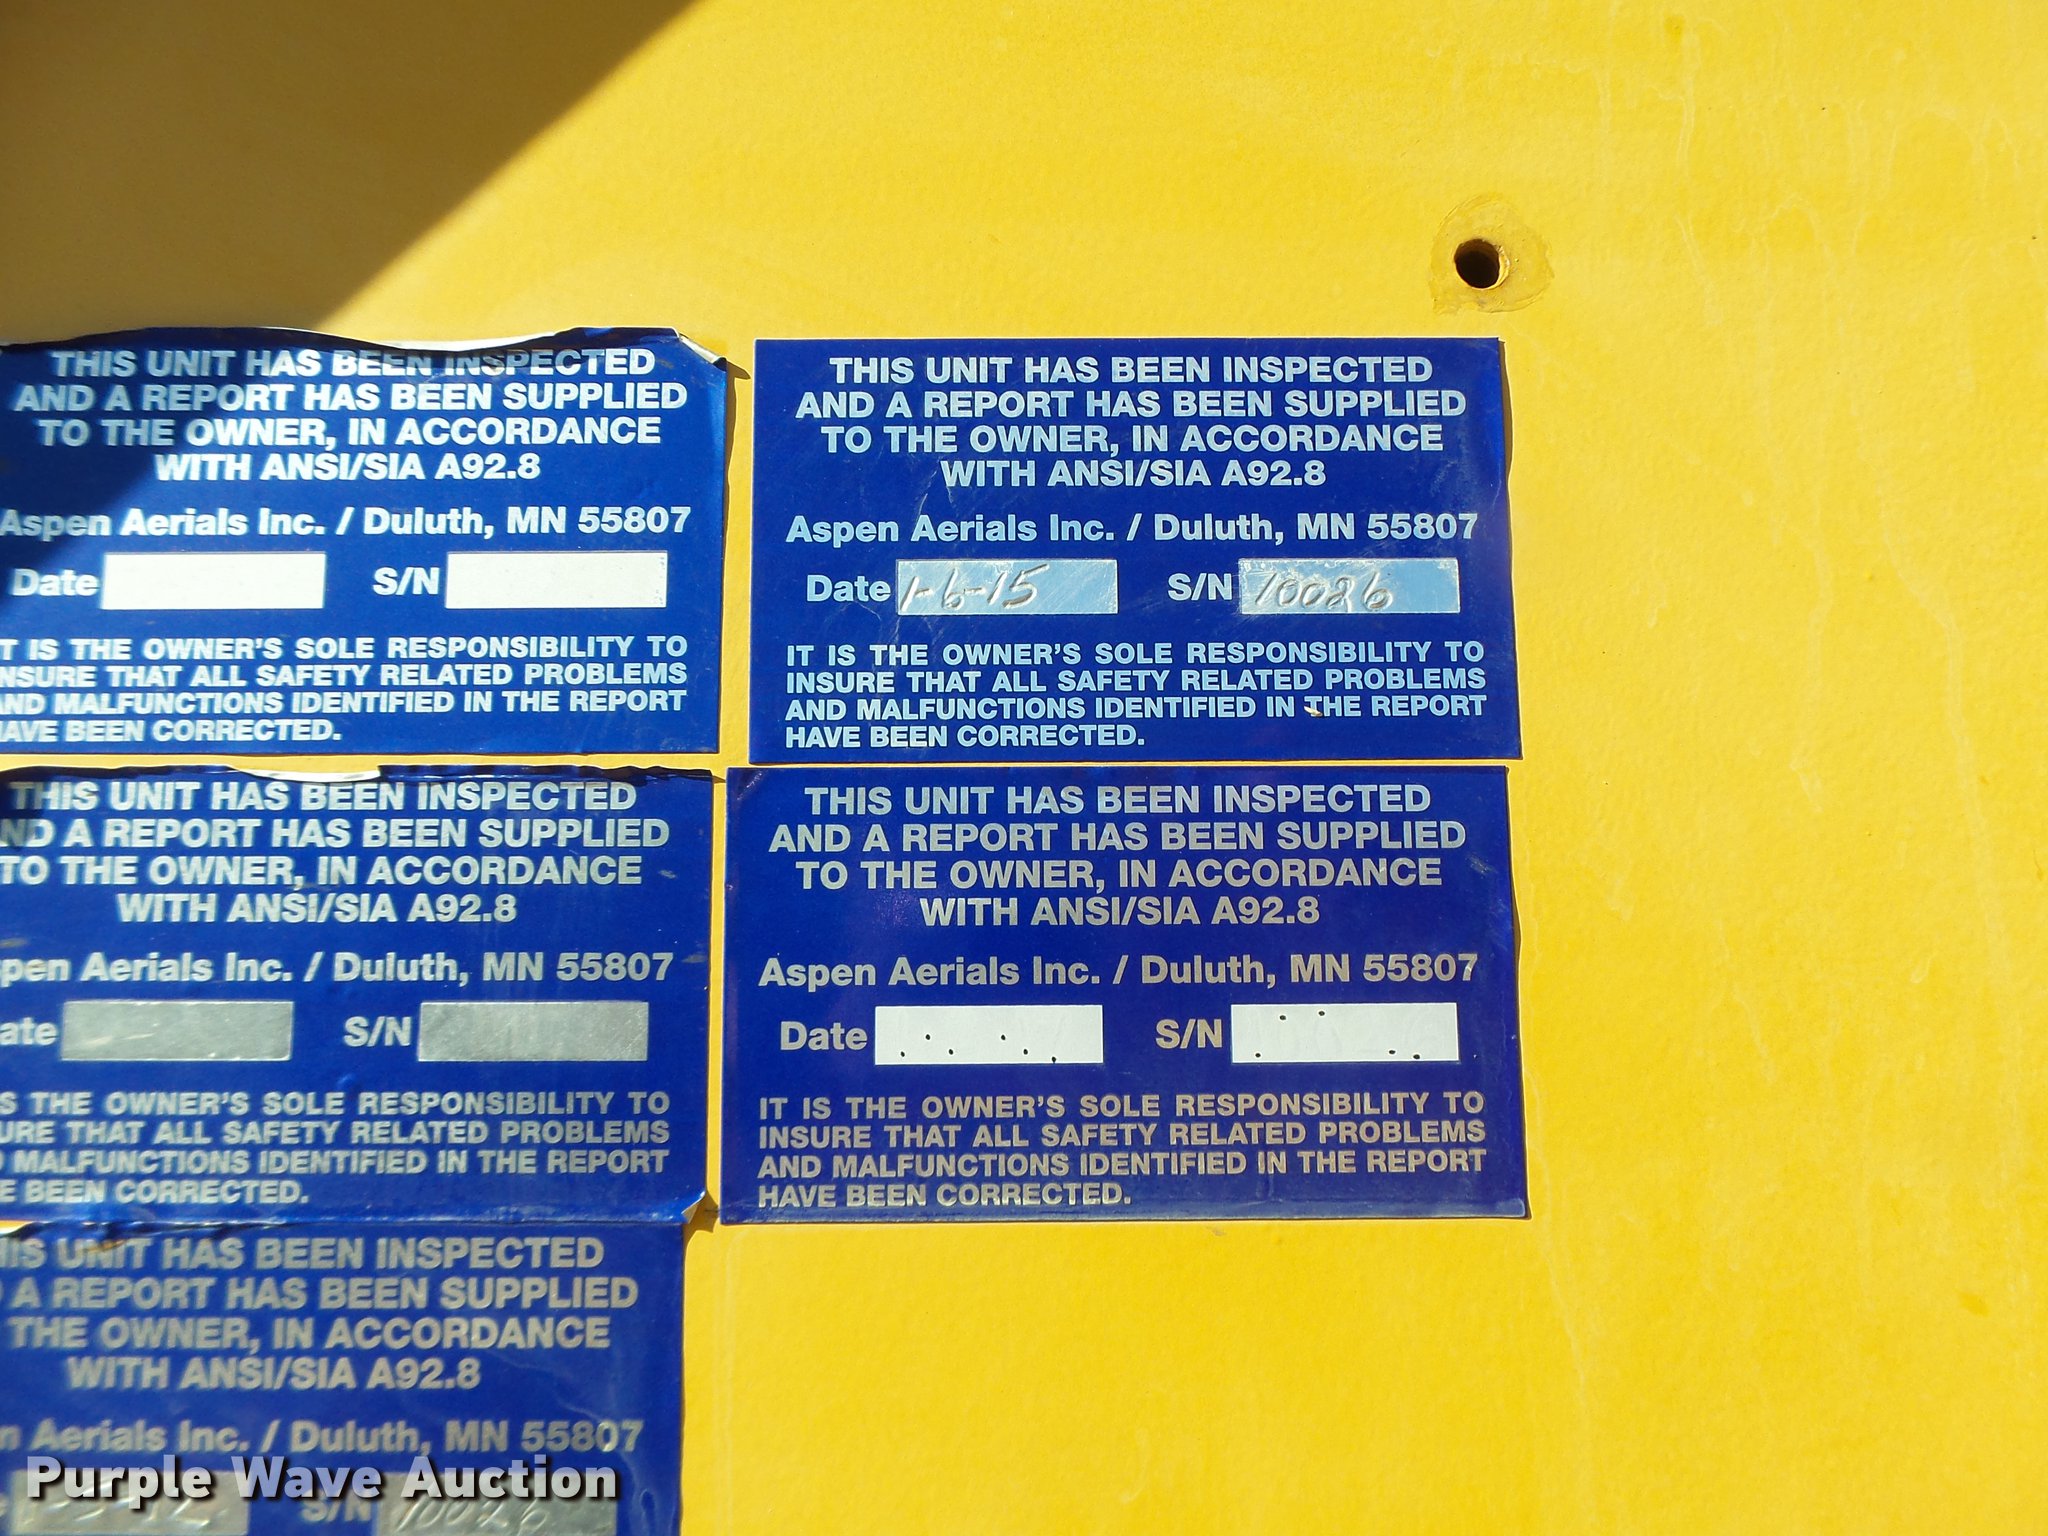 THIS UNIT HAS BEEN INSPECTED
AND A REPORT HAS BEEN SUPPLIED
TO THE OWNER, IN ACCORDANCE
WITH ANSI/SIA A92.8
Aspen Aerials Inc. / Duluth, MN 55807
Date S/N
T IS THE OWNER'S SOLE RESPONSIBILITY TO
NSURE THAT ALL SAFETY RELATED PROBLEMS
AND MALFUNCTIONS IDENTIFIED IN THE REPORT
HAVE BEEN CORRECTED.
THIS UNIT HAS BEEN INSPECTED
AND A REPORT HAS BEEN SUPPLIED
TO THE OWNER, IN ACCORDANCE
WITH ANSI/SIA A92.8
Aspen Aerials Inc. / Duluth, MN 55807
Date 1-6-15 S/N 10026
IT IS THE OWNER'S SOLE RESPONSIBILITY TO
INSURE THAT ALL SAFETY RELATED PROBLEMS
AND MALFUNCTIONS IDENTIFIED IN THE REPORT
HAVE BEEN CORRECTED.
THIS UNIT HAS BEEN INSPECTED
ND A REPORT HAS BEEN SUPPLIED
TO THE OWNER, IN ACCORDANCE
WITH ANSI/SIA A92.8
pen Aerials Inc. / Duluth, MN 55807
ate S/N
S THE OWNER'S SOLE RESPONSIBILITY TO
URE THAT ALL SAFETY RELATED PROBLEMS
MALFUNCTIONS IDENTIFIED IN THE REPORT
E BEEN CORRECTED.
THIS UNIT HAS BEEN INSPECTED
AND A REPORT HAS BEEN SUPPLIED
TO THE OWNER, IN ACCORDANCE
WITH ANSI/SIA A92.8
Aspen Aerials Inc. / Duluth, MN 55807
Date S/N
IT IS THE OWNER'S SOLE RESPONSIBILITY TO
INSURE THAT ALL SAFETY RELATED PROBLEMS
AND MALFUNCTIONS IDENTIFIED IN THE REPORT
HAVE BEEN CORRECTED.
IS UNIT HAS BEEN INSPECTED
A REPORT HAS BEEN SUPPLIED
THE OWNER, IN ACCORDANCE
WITH ANSI/SIA A92.8
n Aerials Inc. / Duluth, MN 55807
S/N 10026
Purple Wave Auction